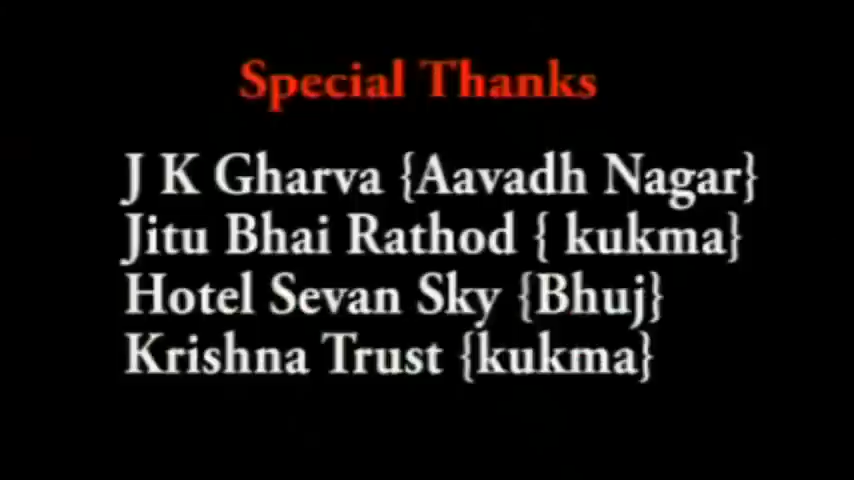 Special Thanks
J K Gharva {Aavadh Nagar}
Jitu Bhai Rathod { kukma}
Hotel Sevan Sky {Bhuj}
Krishna Trust {kukma}